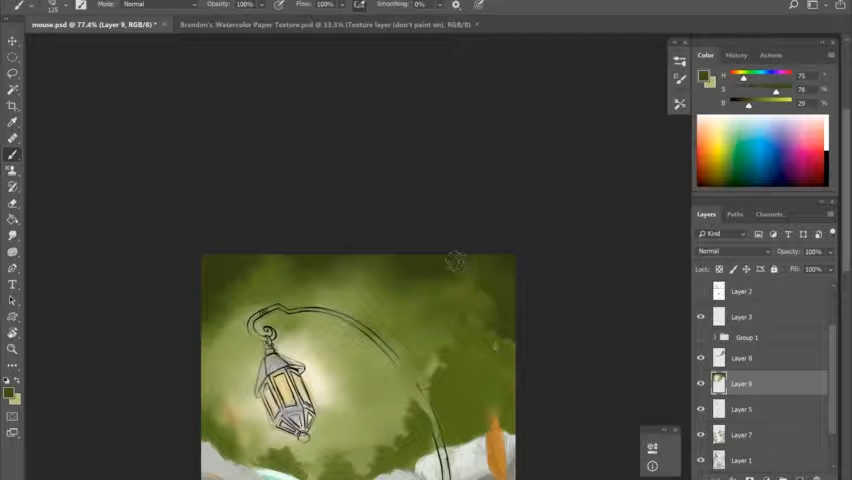 Mode: Normal Opacity: 100% Flow: 100% Smoothing: 0%
125
mouse.psd @ 77.4% (Layer 9, RGB/8) * × Brandon's Watercolor Paper Texture.psd @ 33.3% (Texture layer (don't paint on), RGB/8) ×
Color History Actions
H 75 °
S 76 %
B 29 %
Layers Paths Channels
Kind
Normal Opacity: 100%
Lock: Fill: 100%
Layer 2
Layer 3
Group 1
Layer 8
Layer 9
Layer 5
Layer 7
Layer 1